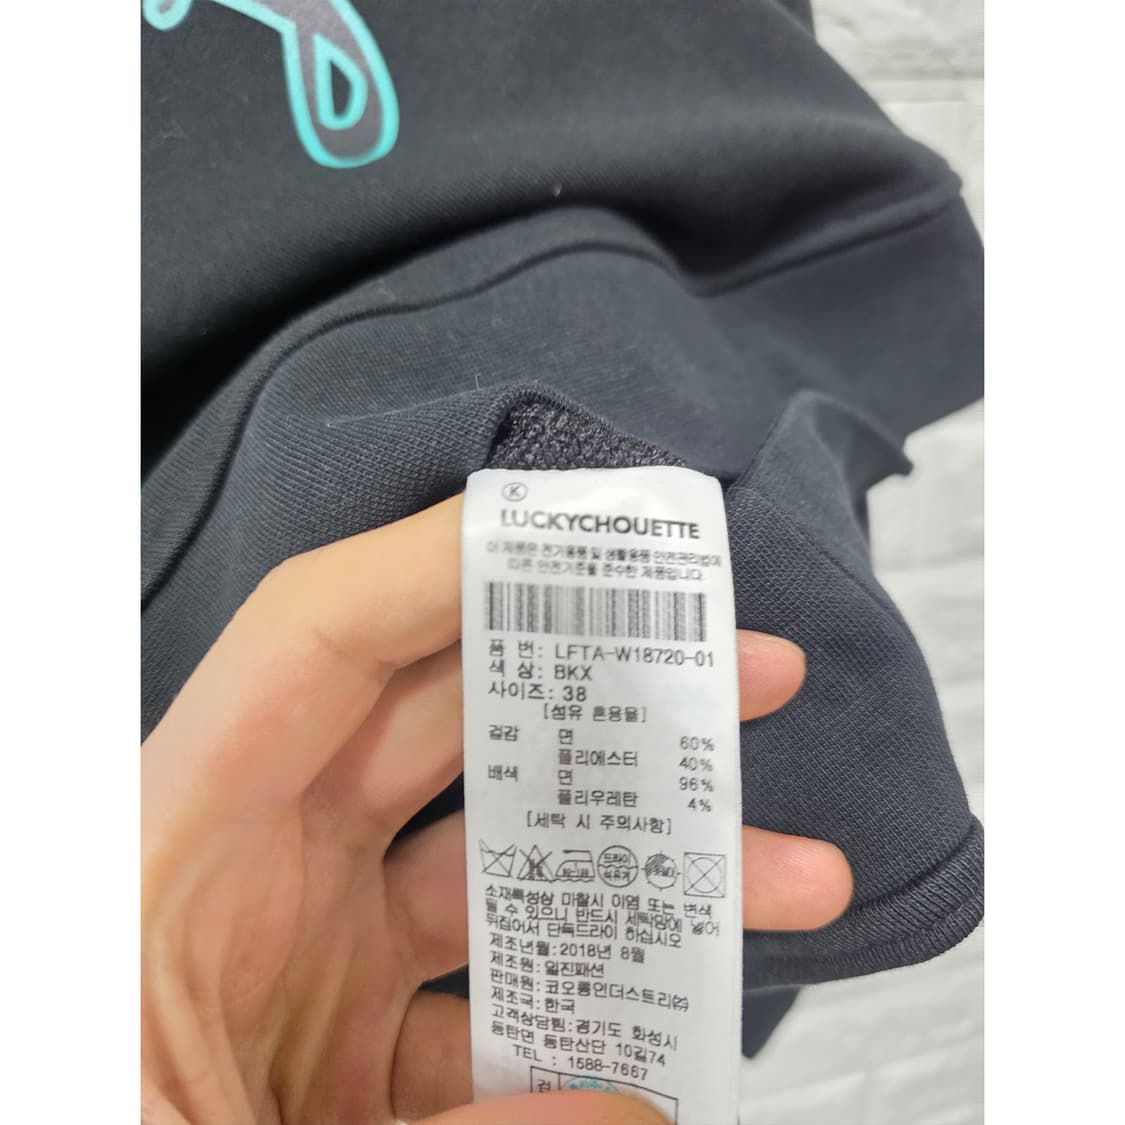 K
LUCKYCHOUETTE
이 제품은 전기용품 및 생활용품 안전관리법에
따른 안전기준을 준수한 제품입니다.
품 번: LFTA-W18720-01
색 상: BKX
사이즈: 38
[섬유 혼용율]
겉감 면 60%
폴리에스터 40%
배색 면 96%
폴리우레탄 4%
[세탁 시 주의사항]
드라이
석유계
소재특성상 마찰시 이염 또는 변색
될 수 있으니 반드시 세탁망에 넣어
뒤집어서 단독드라이 하십시오
제조년월:2018년 8월
제조원:일진패션
판매원:코오롱인더스트리㈜
제조국:한국
고객상담팀:경기도 화성시
동탄면 동탄산단 10길74
TEL : 1588-7667
검